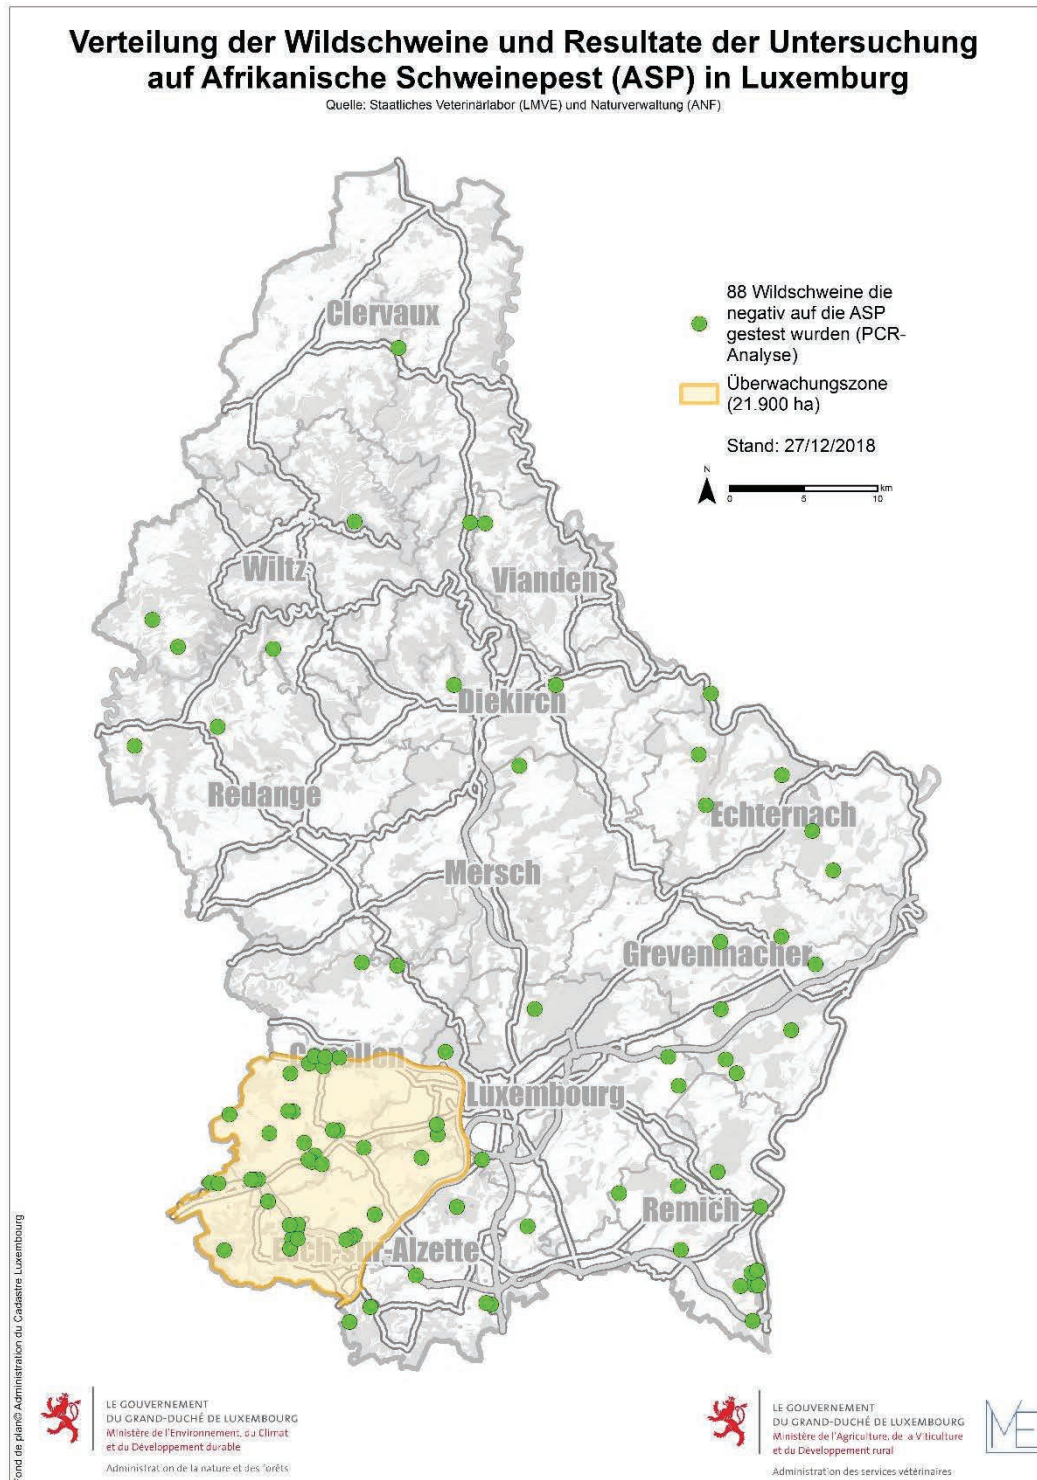 Verteilung der Wildschweine und Resultate der Untersuchung
auf Afrikanische Schweinepest (ASP) in Luxemburg
Quelle: Staatliches Veterinärlabor (LMVE) und Naturverwaltung (ANF)
88 Wildschweine die
negativ auf die ASP
gestest wurden (PCR-
Analyse)
Überwachungszone
(21.900 ha)
Stand: 27/12/2018
N
km
0 5 10
Clervaux
Wiltz
Vianden
Diekirch
Redange
Echternach
Mersch
Grevenmacher
Capellen
Luxembourg
Remich
Esch-sur-Alzette
Fond de plan© Administration du Cadastre Luxembourg
LE GOUVERNEMENT
DU GRAND-DUCHÉ DE LUXEMBOURG
Ministère de l'Environnement, du Climat
et du Développement durable
Administration de la nature et des forêts
LE GOUVERNEMENT
DU GRAND-DUCHÉ DE LUXEMBOURG
Ministère de l'Agriculture, de la Viticulture
et du Développement rural
Administration des services vétérinaires
ME